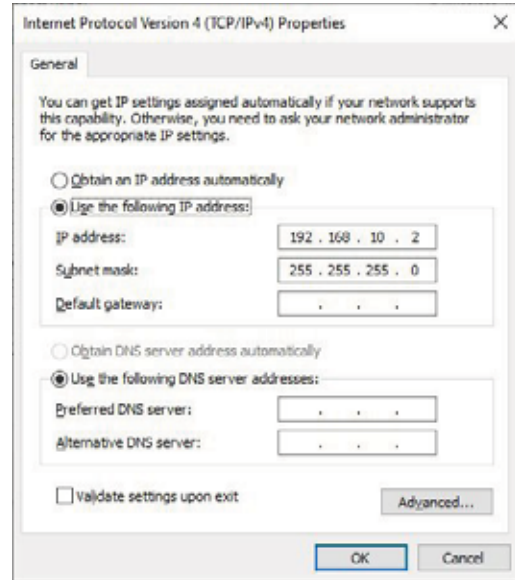 Internet Protocol Version 4 (TCP/IPv4) Properties
General
You can get IP settings assigned automatically if your network supports
this capability. Otherwise, you need to ask your network administrator
for the appropriate IP settings.
Obtain an IP address automatically
Use the following IP address:
IP address: 192 . 168 . 10 . 2
Subnet mask: 255 . 255 . 255 . 0
Default gateway: . . .
Obtain DNS server address automatically
Use the following DNS server addresses:
Preferred DNS server: . . .
Alternative DNS server: . . .
Validate settings upon exit
Advanced...
OK Cancel